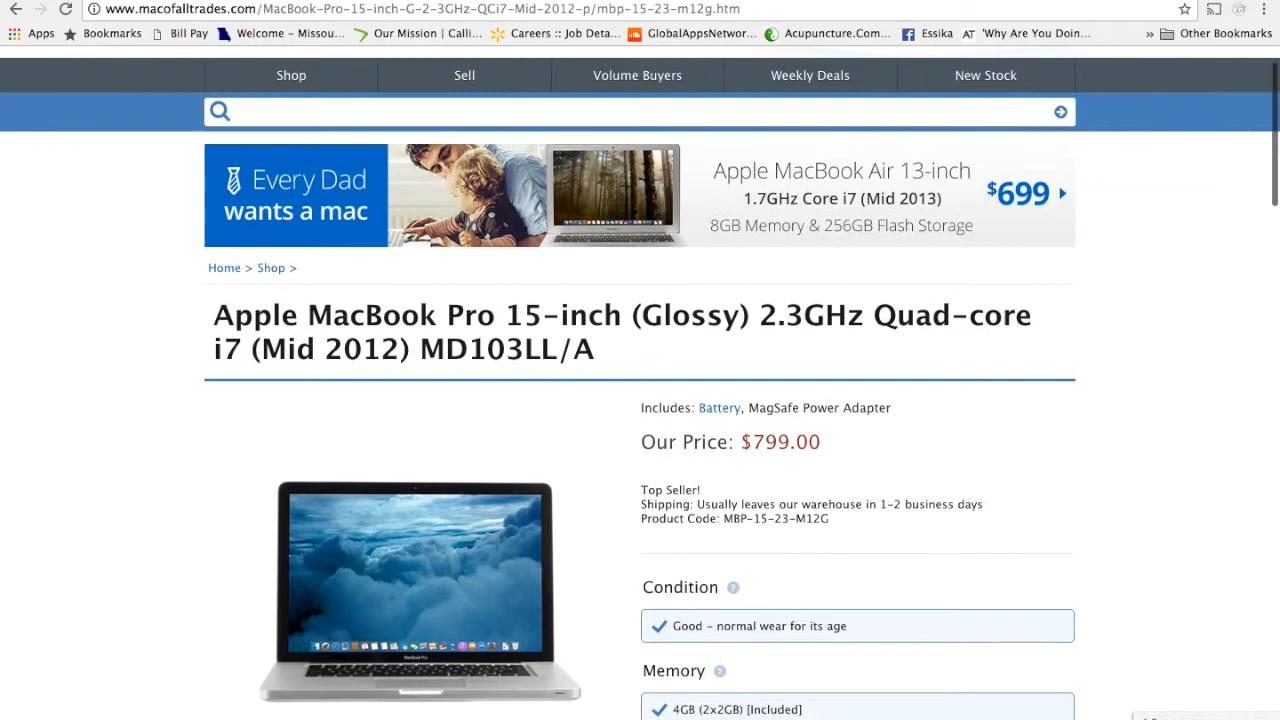 www.macofalltrades.com/MacBook-Pro-15-inch-G-2-3GHz-QCi7-Mid-2012-p/mbp-15-23-m12g.htm
Apps Bookmarks Bill Pay Welcome – Missou... Our Mission | Calli... Careers :: Job Deta... GlobalAppsNetwor... Acupuncture.Com... Essika AT 'Why Are You Doin... » Other Bookmarks
Shop Sell Volume Buyers Weekly Deals New Stock
Every Dad
wants a mac
Apple MacBook Air 13-inch
1.7GHz Core i7 (Mid 2013)
8GB Memory & 256GB Flash Storage
$699
Home > Shop >
Apple MacBook Pro 15-inch (Glossy) 2.3GHz Quad-core
i7 (Mid 2012) MD103LL/A
Includes: Battery, MagSafe Power Adapter
Our Price: $799.00
Top Seller!
Shipping: Usually leaves our warehouse in 1-2 business days
Product Code: MBP-15-23-M12G
Condition ?
Good - normal wear for its age
Memory ?
4GB (2x2GB) [Included]
MacBook Pro